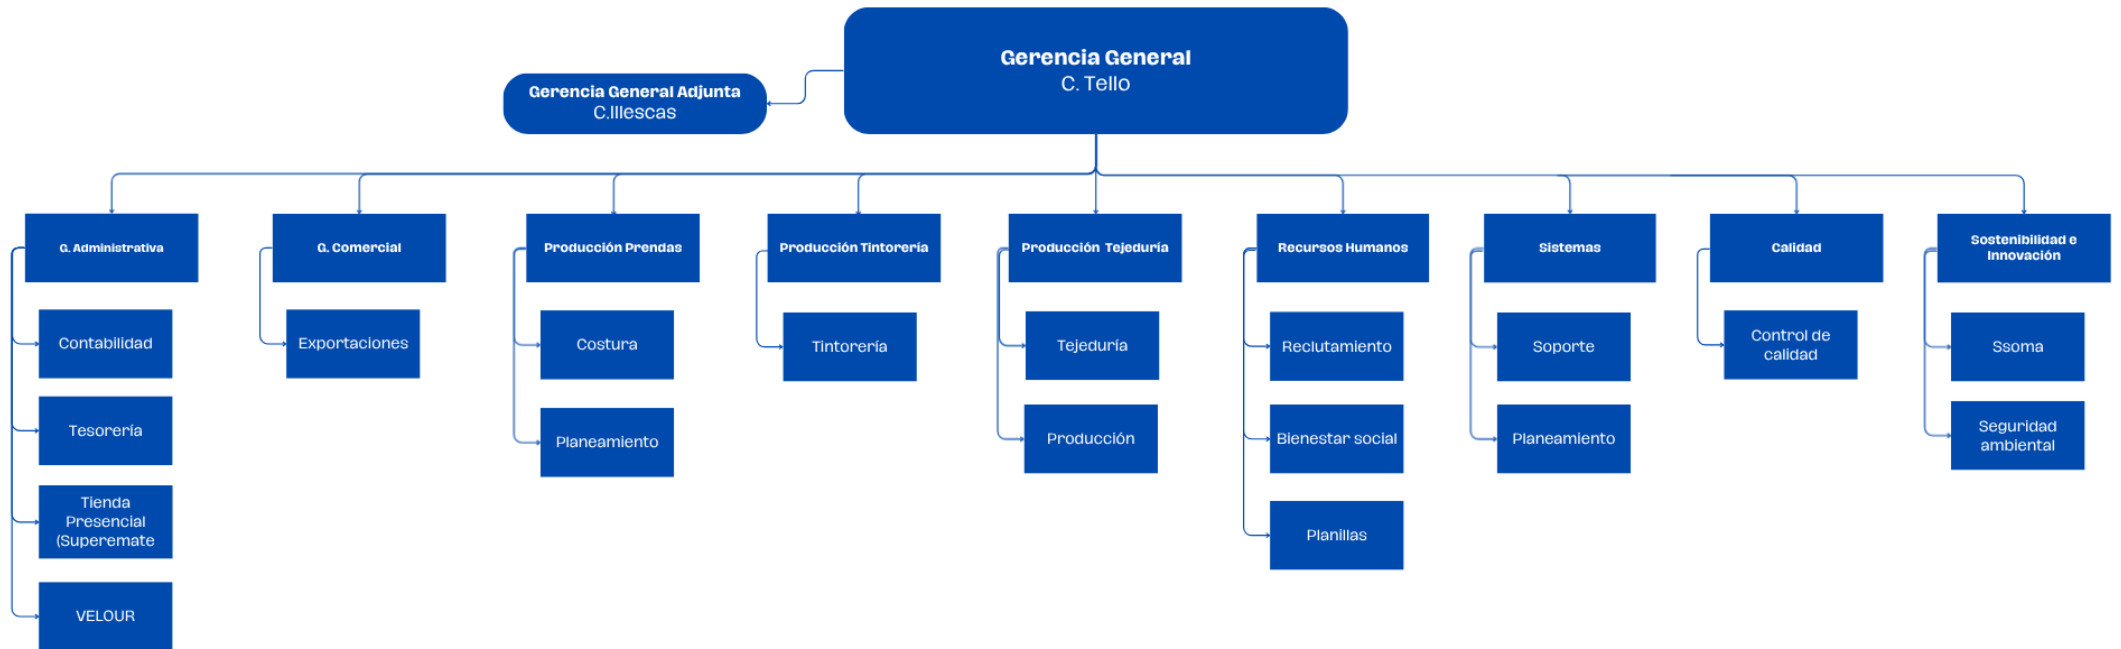 Gerencia General
C. Tello
Gerencia General Adjunta
C.Illescas
G. Administrativa
G. Comercial
Producción Prendas
Producción Tintorería
Producción Tejeduría
Recursos Humanos
Sistemas
Calidad
Sostenibilidad e
Innovación
Contabilidad
Exportaciones
Costura
Tintorería
Tejeduría
Reclutamiento
Soporte
Control de
calidad
Ssoma
Tesorería
Planeamiento
Producción
Bienestar social
Planeamiento
Seguridad
ambiental
Tienda
Presencial
(Superemate
Planillas
VELOUR